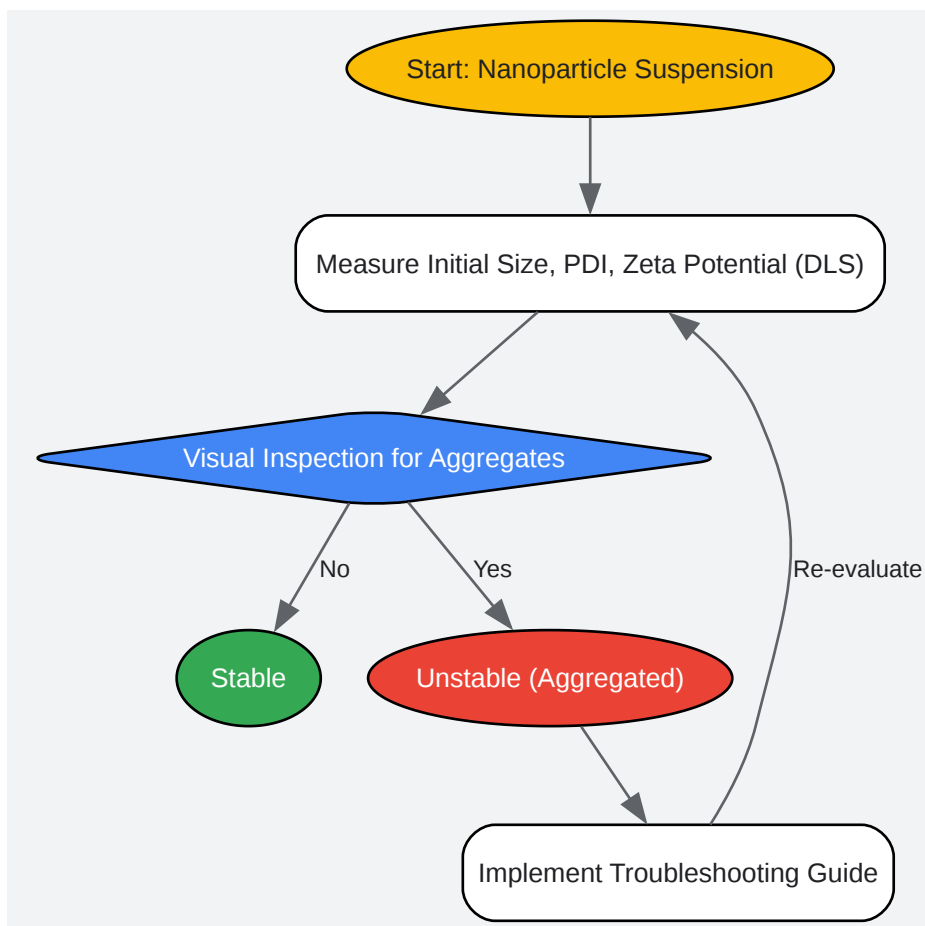 Start: Nanoparticle Suspension
Measure Initial Size, PDI, Zeta Potential (DLS)
Visual Inspection for Aggregates
No
Yes
Re-evaluate
Stable
Unstable (Aggregated)
Implement Troubleshooting Guide